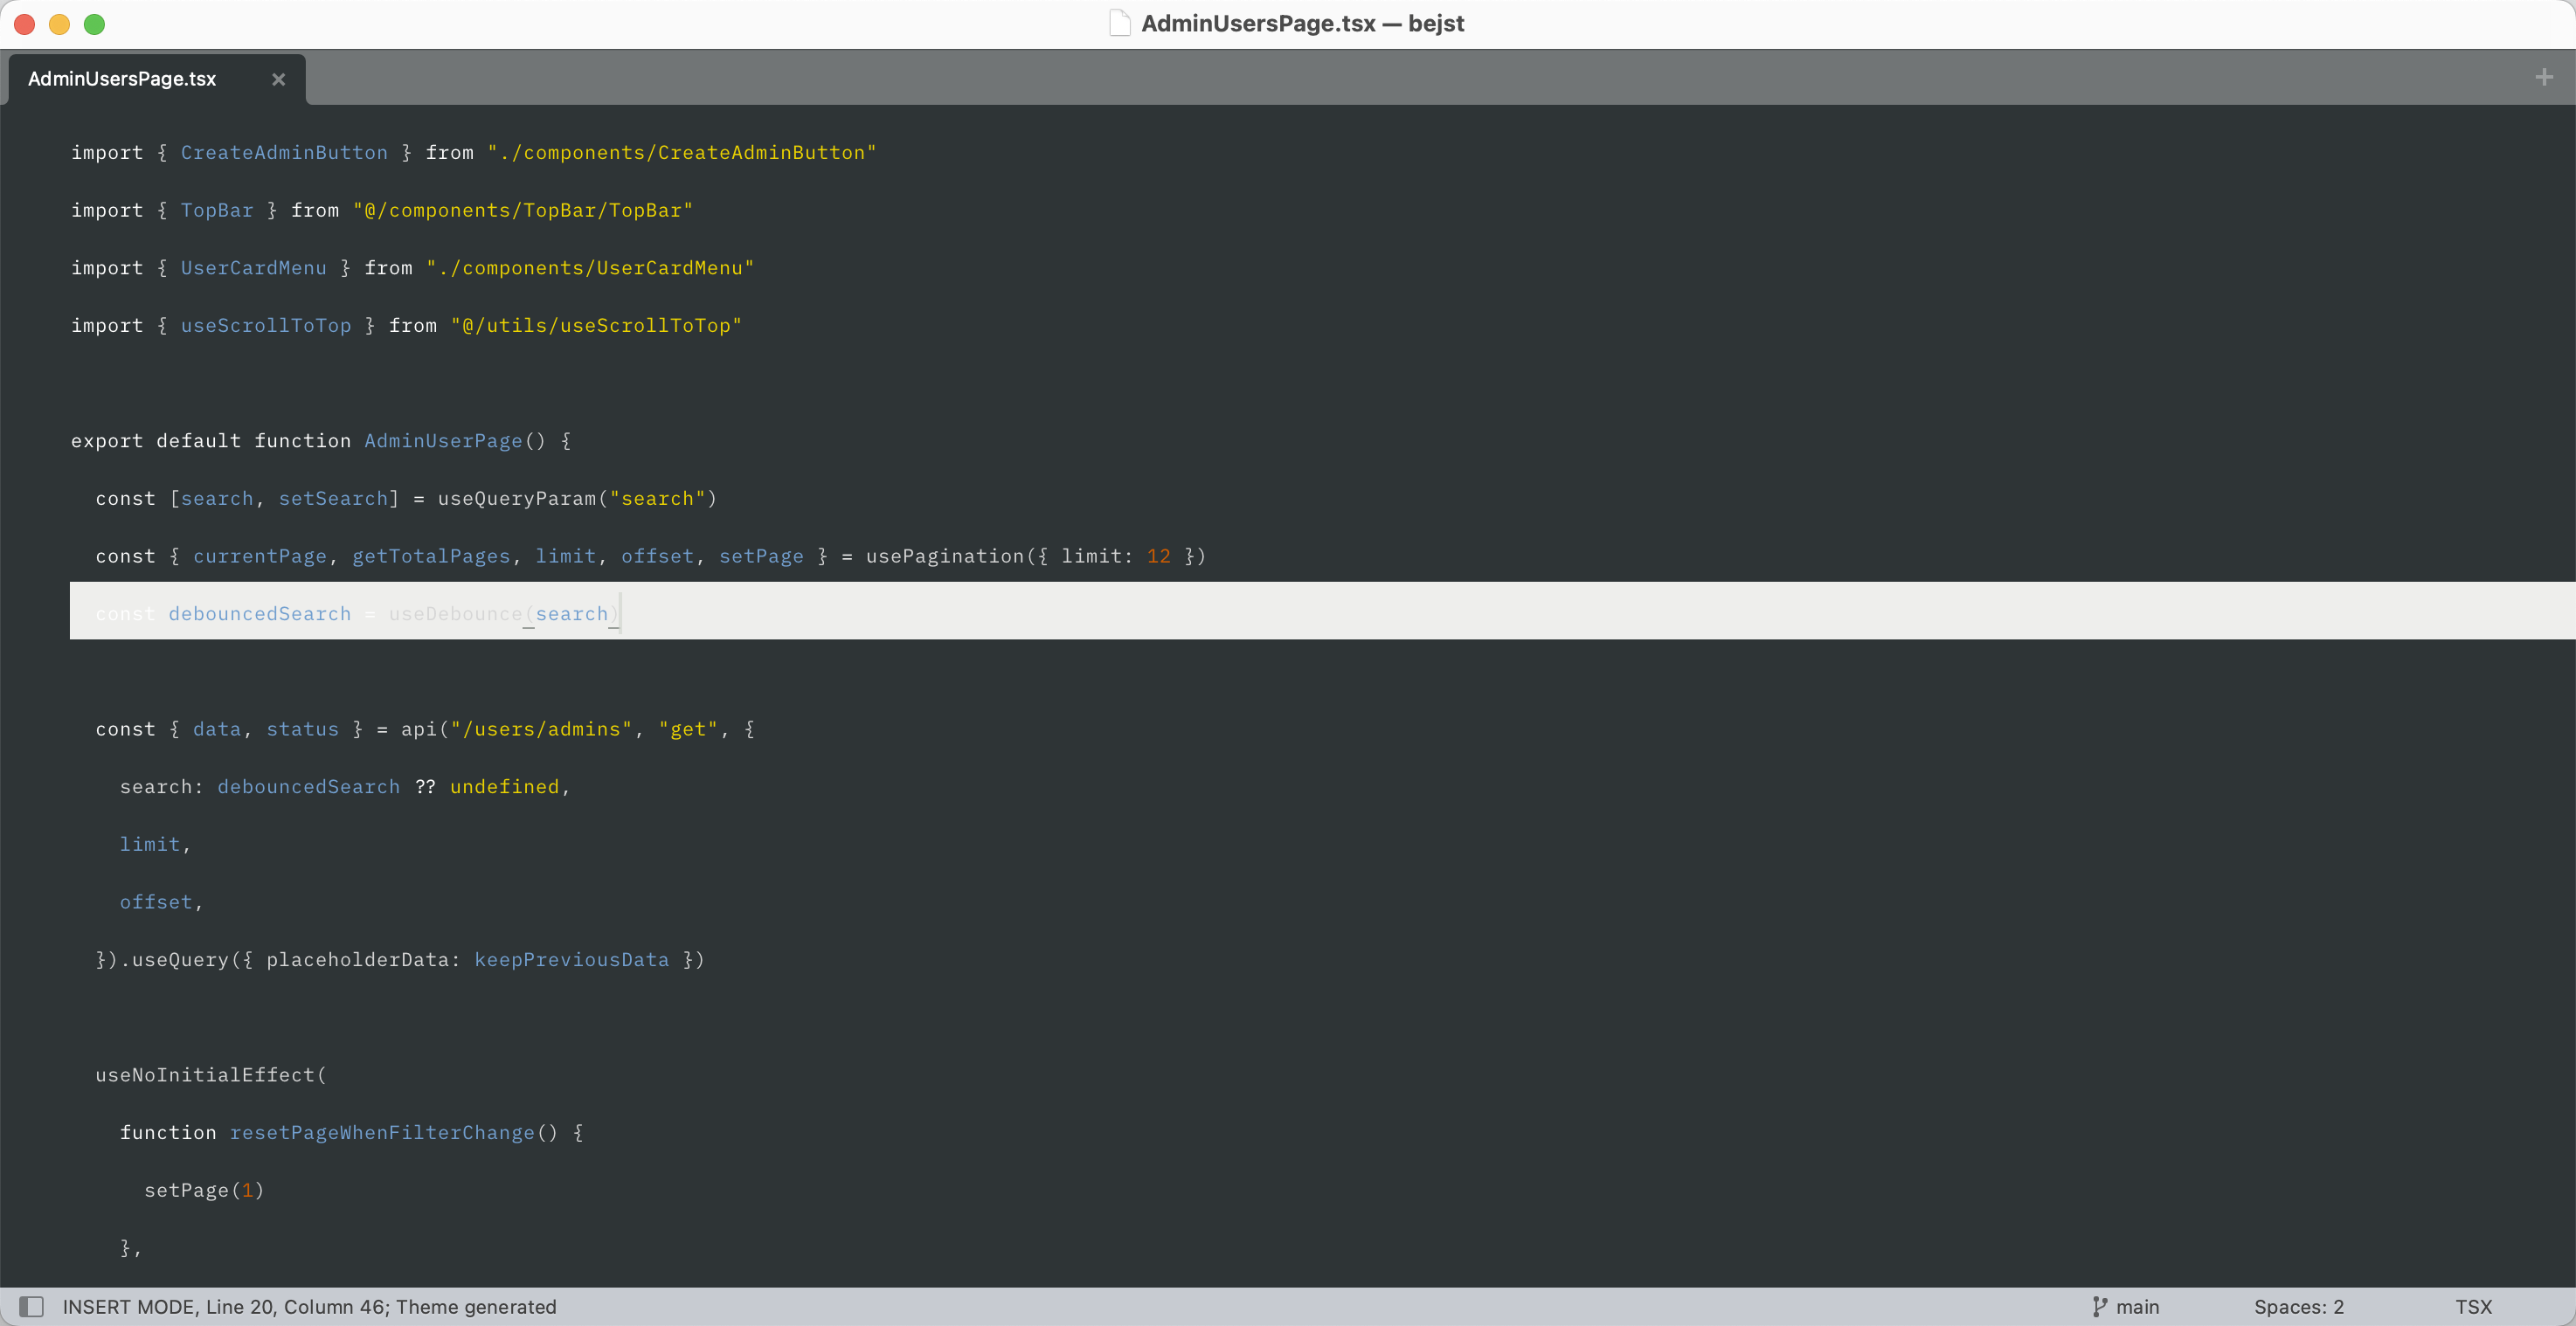 AdminUsersPage.tsx — bejst
AdminUsersPage.tsx
import { CreateAdminButton } from "./components/CreateAdminButton"
import { TopBar } from "@/components/TopBar/TopBar"
import { UserCardMenu } from "./components/UserCardMenu"
import { useScrollToTop } from "@/utils/useScrollToTop"
export default function AdminUserPage() {
  const [search, setSearch] = useQueryParam("search")
  const { currentPage, getTotalPages, limit, offset, setPage } = usePagination({ limit: 12 })
  const debouncedSearch = useDebounce(search)
  const { data, status } = api("/users/admins", "get", {
    search: debouncedSearch ?? undefined,
    limit,
    offset,
  }).useQuery({ placeholderData: keepPreviousData })
  useNoInitialEffect(
    function resetPageWhenFilterChange() {
      setPage(1)
    },
INSERT MODE, Line 20, Column 46; Theme generated
main
Spaces: 2
TSX